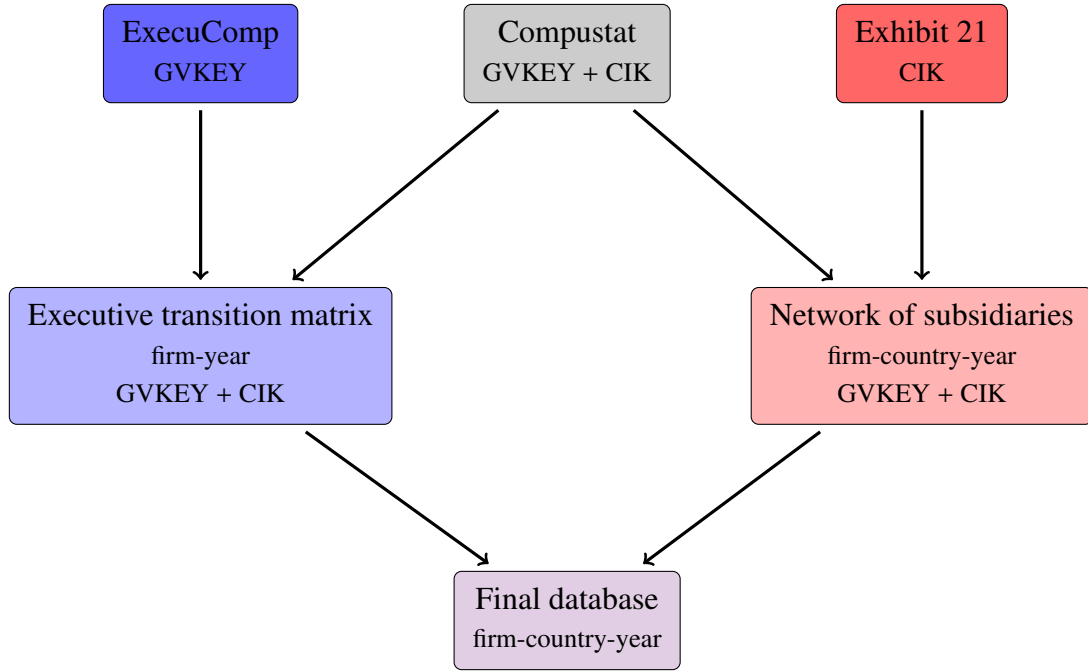 ExecuComp
GVKEY
Compustat
GVKEY + CIK
Exhibit 21
CIK
Executive transition matrix
firm-year
GVKEY + CIK
Network of subsidiaries
firm-country-year
GVKEY + CIK
Final database
firm-country-year